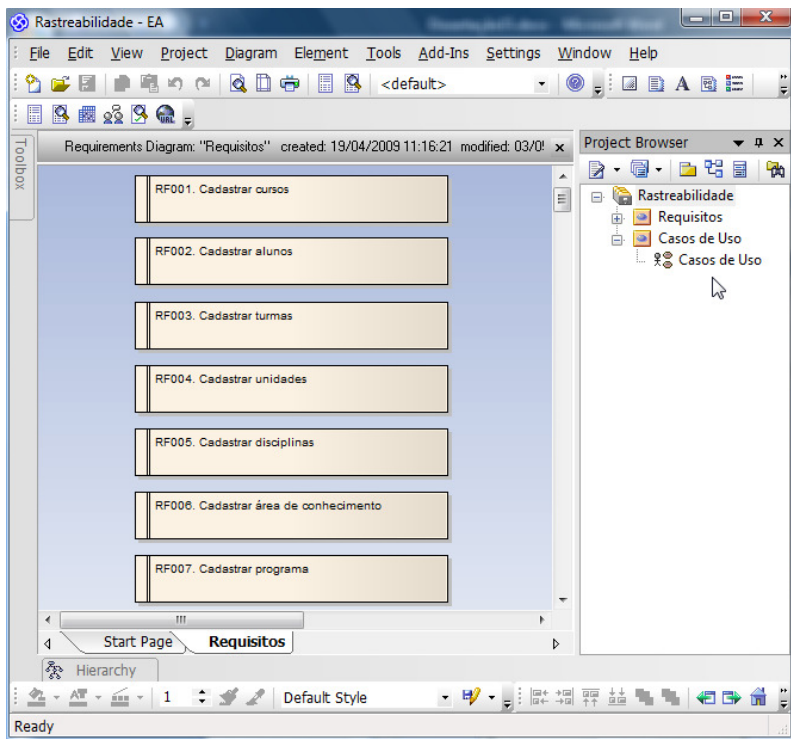 Rastreabilidade - EA
File Edit View Project Diagram Element Tools Add-Ins Settings Window Help
<default>
A
URL
Toolbox
Requirements Diagram: "Requisitos" created: 19/04/2009 11:16:21 modified: 03/0
RF001. Cadastrar cursos
RF002. Cadastrar alunos
RF003. Cadastrar turmas
RF004. Cadastrar unidades
RF005. Cadastrar disciplinas
RF006. Cadastrar área de conhecimento
RF007. Cadastrar programa
Project Browser
Rastreabilidade
Requisitos
Casos de Uso
Casos de Uso
Start Page Requisitos
Hierarchy
1 Default Style
Ready